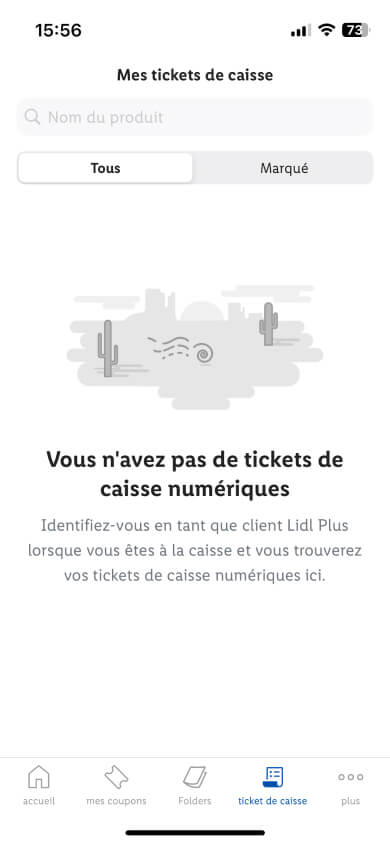 15:56
73
Mes tickets de caisse
Nom du produit
Tous Marqué
Vous n'avez pas de tickets de
caisse numériques
Identifiez-vous en tant que client Lidl Plus
lorsque vous êtes à la caisse et vous trouverez
vos tickets de caisse numériques ici.
accueil mes coupons Folders ticket de caisse plus